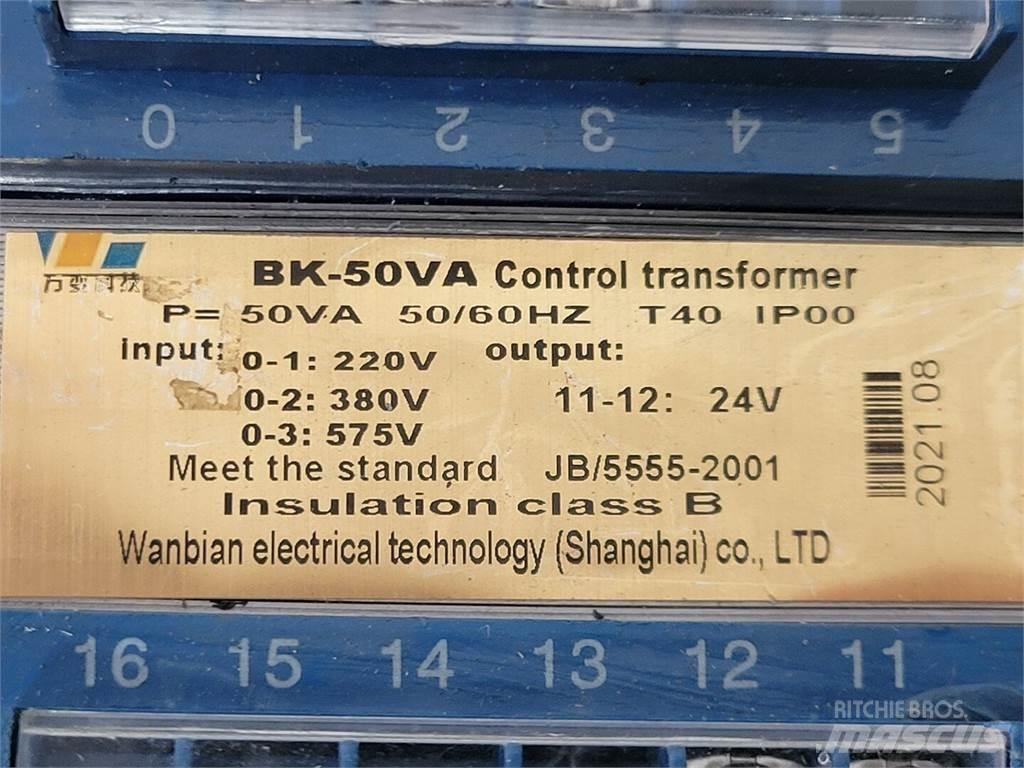 0 1 2 3 4 5
BK-50VA Control transformer
P= 50VA 50/60HZ T40 IP00
input: 0-1: 220V output:
0-2: 380V 11-12: 24V
0-3: 575V
2021.08
Meet the standard JB/5555-2001
Insulation class B
Wanbian electrical technology (Shanghai) co., LTD
16 15 14 13 12 11
RITCHIE BROS.
MASCUS